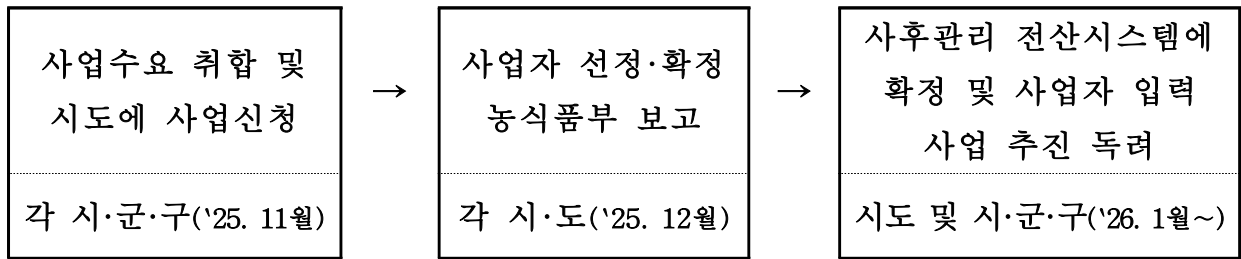 사업수요 취합 및
시도에 사업신청
각 시·군·구(‘25. 11월)
→
사업자 선정·확정
농식품부 보고
각 시·도(‘25. 12월)
→
사후관리 전산시스템에
확정 및 사업자 입력
사업 추진 독려
시도 및 시·군·구(‘26. 1월~)